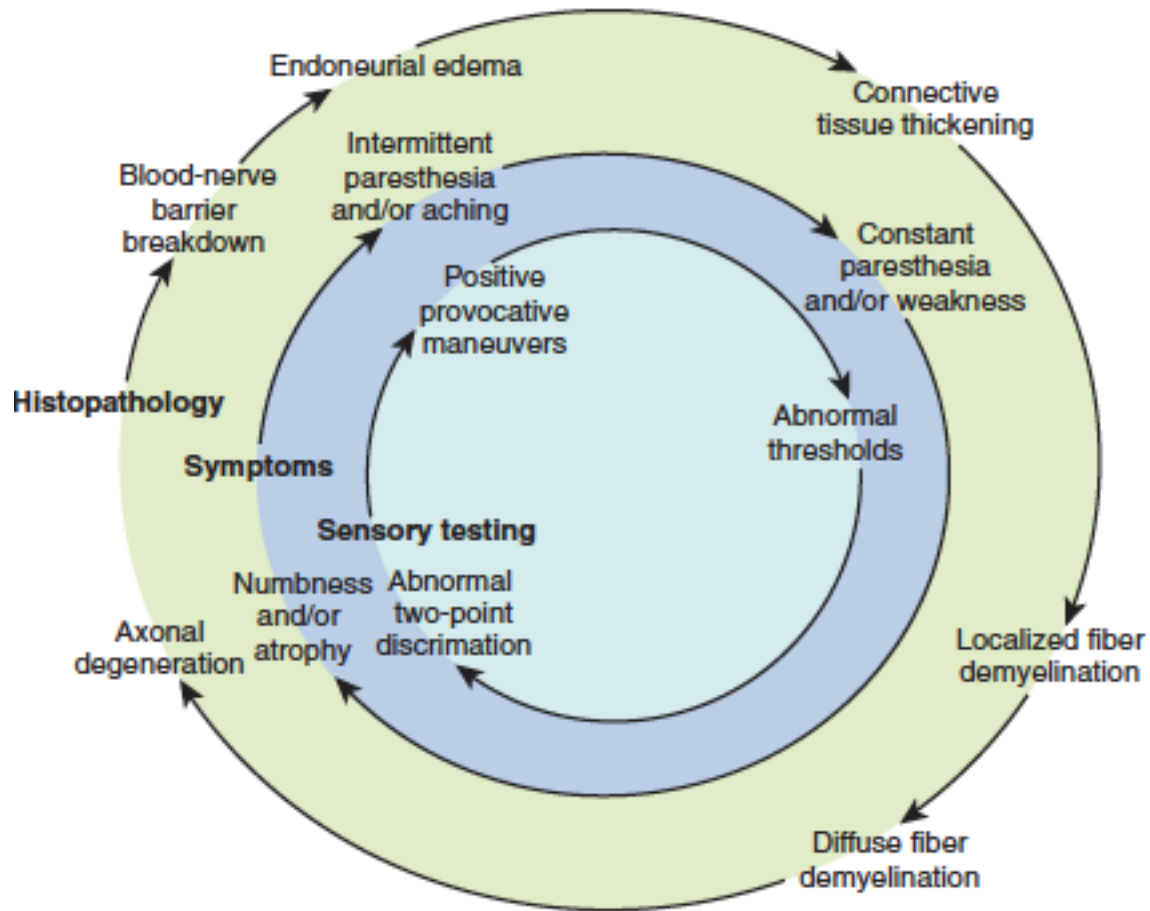 Endoneurial edema
Connective
tissue thickening
Intermittent
paresthesia
and/or aching
Blood-nerve
barrier
breakdown
Constant
paresthesia
and/or weakness
Positive
provocative
maneuvers
Histopathology
Abnormal
thresholds
Symptoms
Sensory testing
Numbness
and/or
atrophy
Abnormal
two-point
discrimation
Axonal
degeneration
Localized fiber
demyelination
Diffuse fiber
demyelination